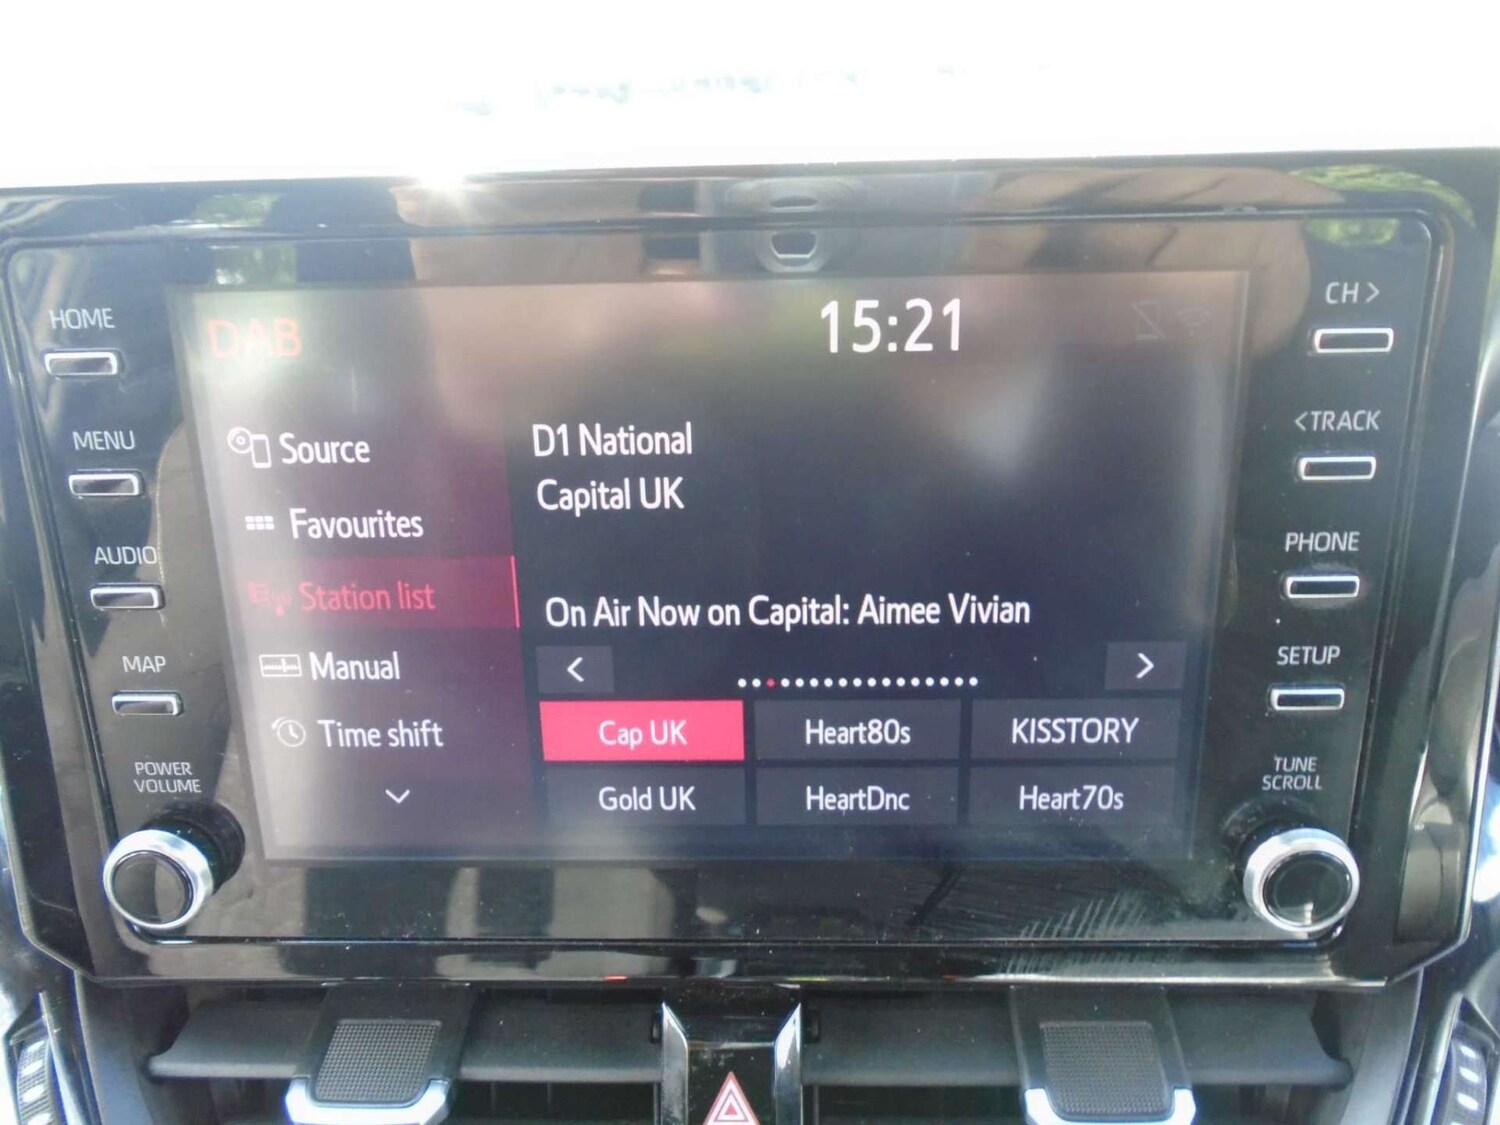 HOME
MENU
AUDIO
MAP
POWER
VOLUME
DAB
15:21
Source
Favourites
Station list
Manual
Time shift
D1 National
Capital UK
On Air Now on Capital: Aimee Vivian
<
>
Cap UK
Heart80s
KISSTORY
Gold UK
HeartDnc
Heart70s
CH >
<TRACK
PHONE
SETUP
TUNE
SCROLL